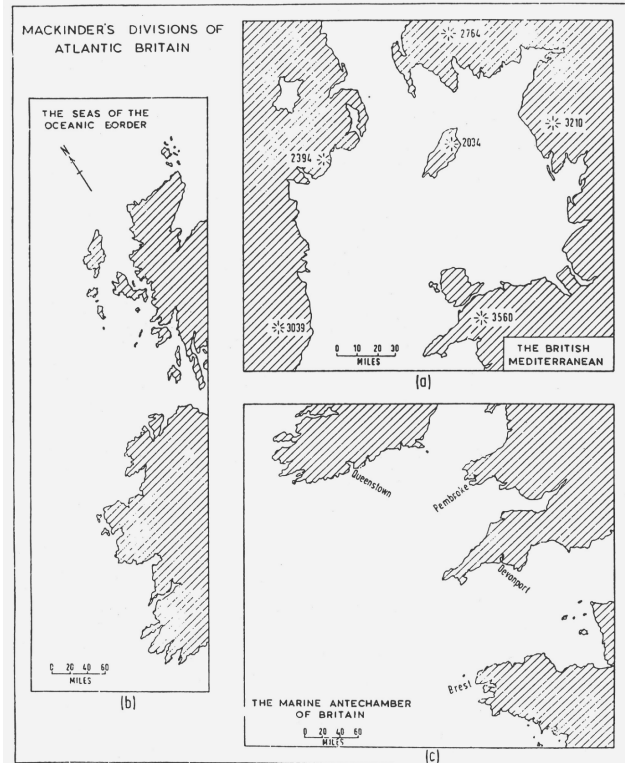 MACKINDER'S DIVISIONS OF
ATLANTIC BRITAIN
THE SEAS OF THE
OCEANIC BORDER
N
0 20 40 60
MILES
(b)
2764
3210
2034
2394
3039
3560
0 10 20 30
MILES
THE BRITISH
MEDITERRANEAN
(a)
Queenstown
Pembroke
Devonport
Brest
THE MARINE ANTECHAMBER
OF BRITAIN
0 20 40 60
MILES
(c)